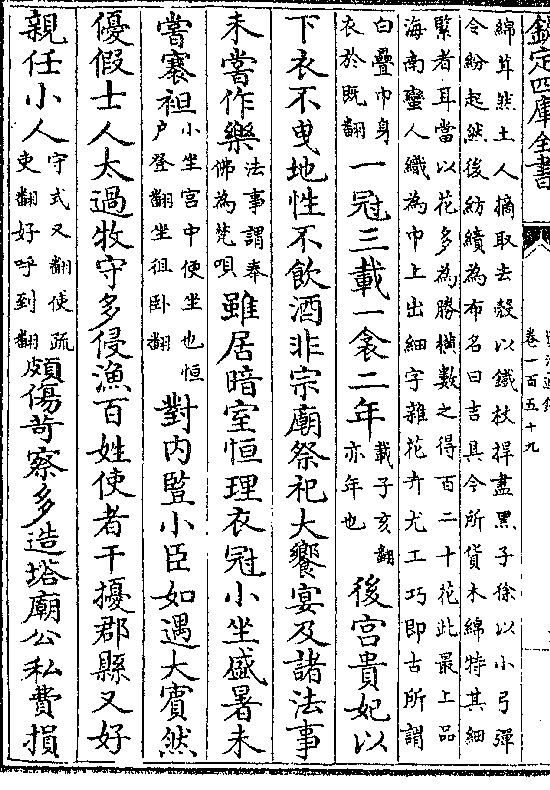 欽定四庫全書
資治通鑑
卷一百五十九
綿茸然土人摘取去殼以鐵杖捍盡黑子徐以小弓彈
令紛起然後紡績為布名曰吉貝今所貨木綿特其細
緊者耳當以花多為勝橫數之得百二十花此最上品
海南蠻人織為巾上出細字雜花卉尤工巧即古所謂
白疊巾身
衣於既翻
一冠三載一衾二年
載子亥翻
亦年也
後宫貴妃以
下衣不曳地性不飲酒非宗廟祭祀大饗宴及諸法事
未嘗作樂
法事謂奉
佛為梵唄
雖居暗室恒理衣冠小坐盛暑未
嘗褰袒
小坐宫中便坐也恒
户登翻坐徂卧翻
對内豎小臣如遇大賓然
優假士人太過牧守多侵漁百姓使者干擾郡縣又好
親任小人
守式又翻使疏
吏翻好呼到翻
頗傷苛察多造塔廟公私費損